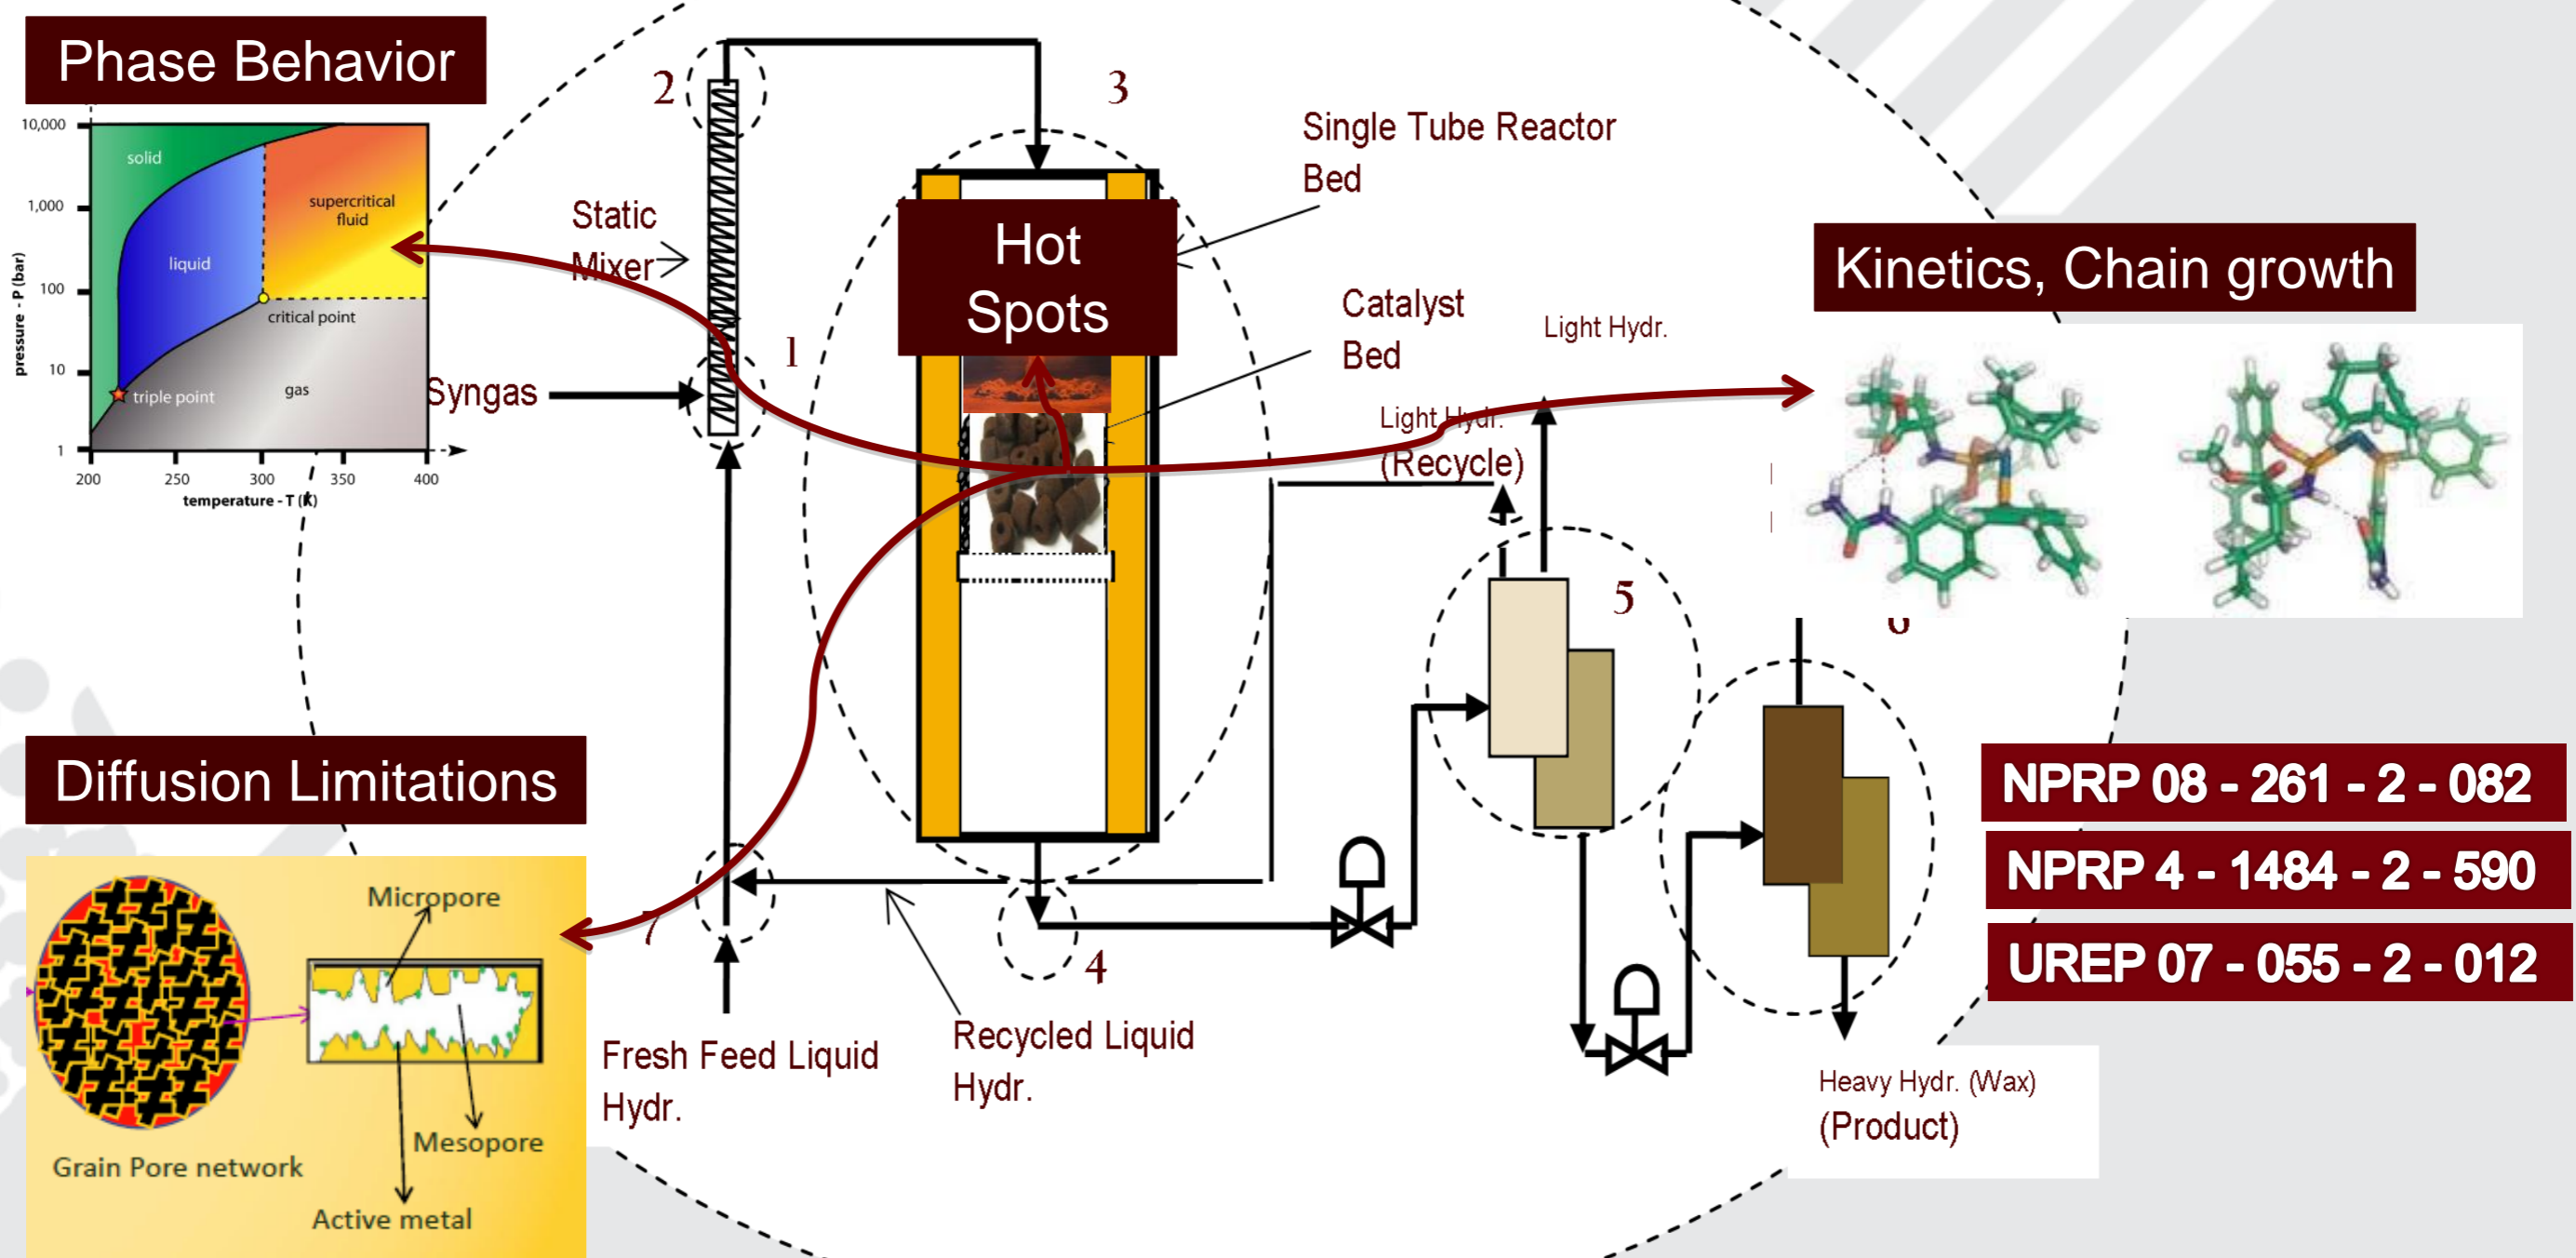 Phase Behavior
10,000
1,000
100
10
1
pressure - P (bar)
solid
liquid
supercritical
fluid
critical point
triple point
gas
200
250
300
350
400
temperature - T (K)
2
3
Static
Mixer
1
Syngas
Hot
Spots
Single Tube Reactor
Bed
Catalyst
Bed
Light Hydr.
Light Hydr.
(Recycle)
Kinetics, Chain growth
5
Diffusion Limitations
Micropore
Mesopore
Grain Pore network
Active metal
7
4
Fresh Feed Liquid
Hydr.
Recycled Liquid
Hydr.
NPRP 08 - 261 - 2 - 082
NPRP 4 - 1484 - 2 - 590
UREP 07 - 055 - 2 - 012
Heavy Hydr. (Wax)
(Product)